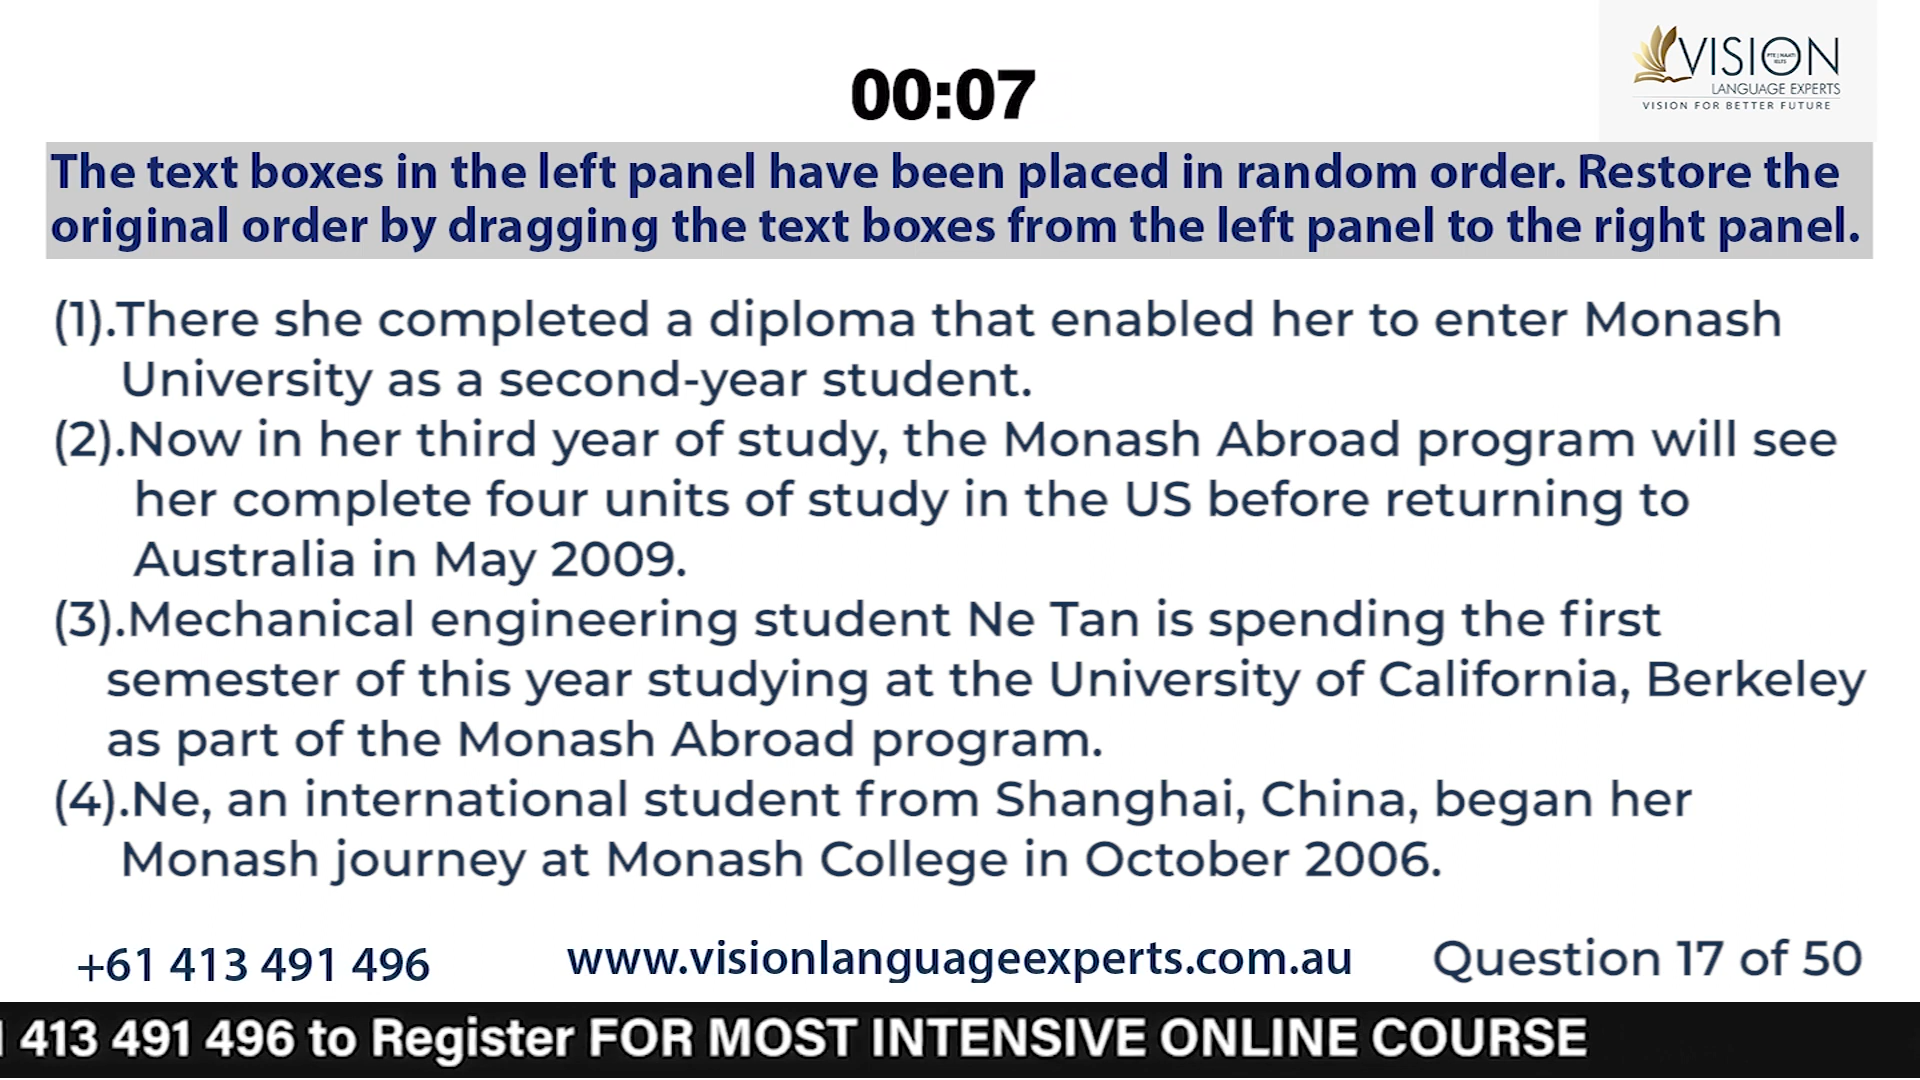 VISION
LANGUAGE EXPERTS
VISION FOR BETTER FUTURE
00:07
The text boxes in the left panel have been placed in random order. Restore the
original order by dragging the text boxes from the left panel to the right panel.
(1).There she completed a diploma that enabled her to enter Monash
University as a second-year student.
(2).Now in her third year of study, the Monash Abroad program will see
her complete four units of study in the US before returning to
Australia in May 2009.
(3).Mechanical engineering student Ne Tan is spending the first
semester of this year studying at the University of California, Berkeley
as part of the Monash Abroad program.
(4).Ne, an international student from Shanghai, China, began her
Monash journey at Monash College in October 2006.
+61 413 491 496 www.visionlanguageexperts.com.au Question 17 of 50
413 491 496 to Register FOR MOST INTENSIVE ONLINE COURSE